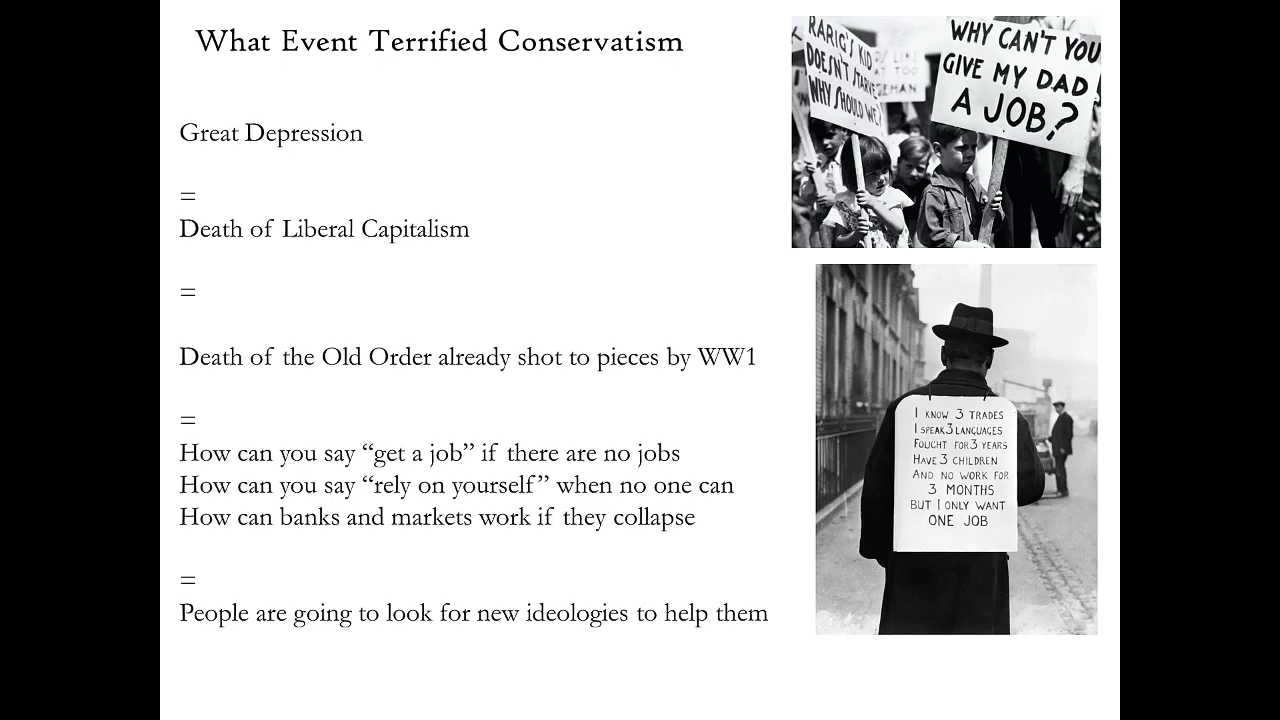 What Event Terrified Conservatism
Great Depression
=
Death of Liberal Capitalism
=
Death of the Old Order already shot to pieces by WW1
=
How can you say “get a job” if there are no jobs
How can you say “rely on yourself” when no one can
How can banks and markets work if they collapse
=
People are going to look for new ideologies to help them
RARIG'S KID
DOESN'T STARVE
WHY SHOULD WE?
WHY CAN'T YOU
GIVE MY DAD
A JOB?
I KNOW 3 TRADES
I SPEAK 3 LANGUAGES
FOUGHT FOR 3 YEARS
HAVE 3 CHILDREN
AND NO WORK FOR
3 MONTHS
BUT I ONLY WANT
ONE JOB